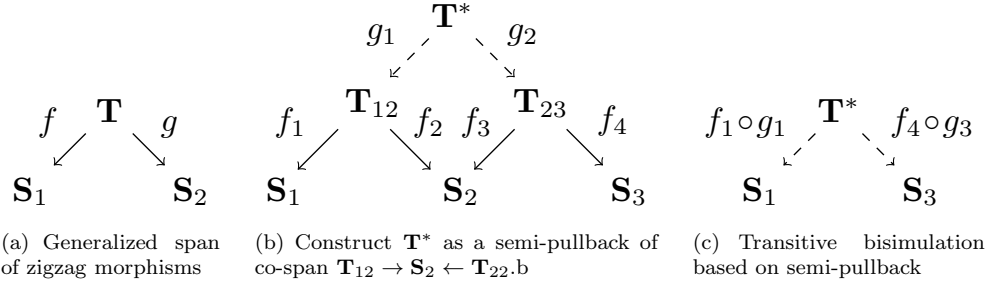 T*
g1 g2
f T g
f1 T12 f2 f3 T23 f4
f1∘g1 T* f4∘g3
S1 S2
S1 S2 S3
S1 S3
(a) Generalized span
of zigzag morphisms
(b) Construct T* as a semi-pullback of
co-span T12 → S2 ← T22.b
(c) Transitive bisimulation
based on semi-pullback